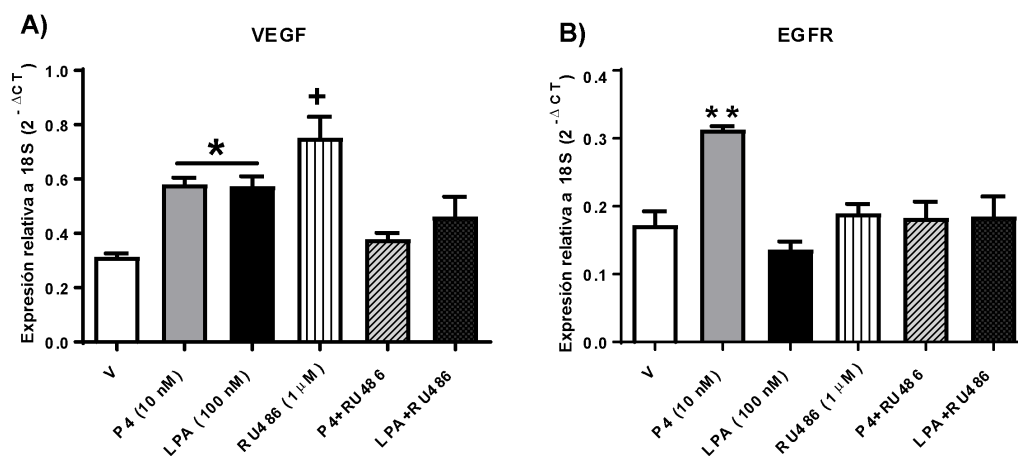 A)
VEGF
Expresión relativa a 18S (2^-ΔCT)
1.0
0.8
0.6
0.4
0.2
0.0
*
+
V
P4 (10 nM)
LPA (100 nM)
RU486 (1 μM)
P4+RU486
LPA+RU486
B)
EGFR
Expresión relativa a 18S (2^-ΔCT)
0.4
0.3
0.2
0.1
0.0
**
V
P4 (10 nM)
LPA (100 nM)
RU486 (1 μM)
P4+RU486
LPA+RU486